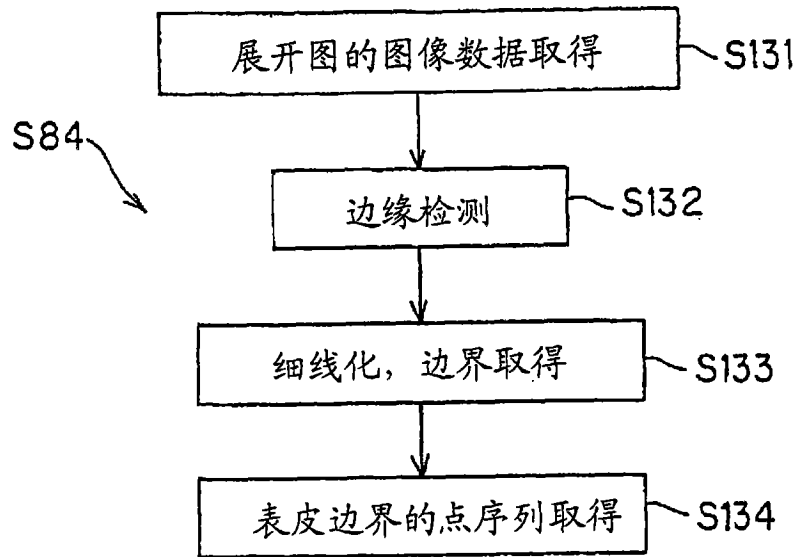 展开图的图像数据取得
S131
S84
边缘检测
S132
细线化，边界取得
S133
表皮边界的点序列取得
S134